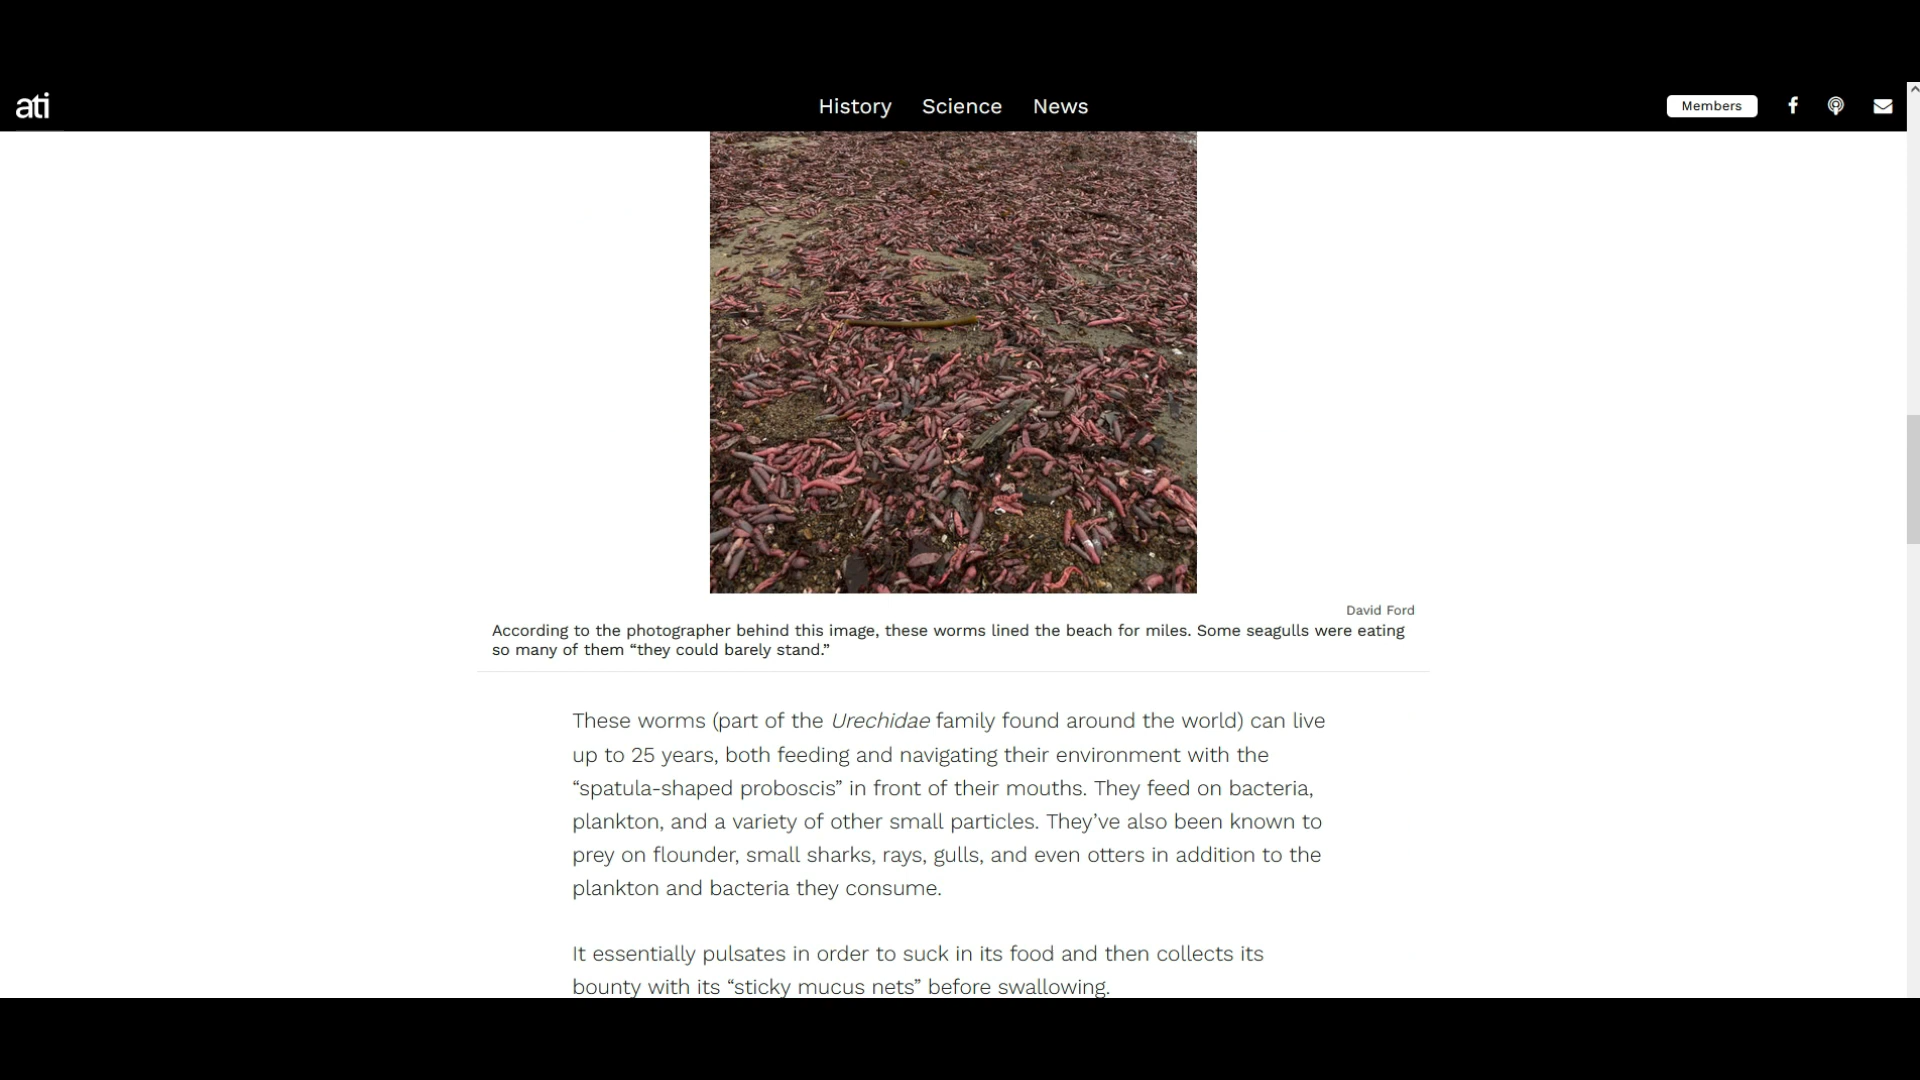 ati
History Science News
Members
David Ford
According to the photographer behind this image, these worms lined the beach for miles. Some seagulls were eating
so many of them “they could barely stand.”
These worms (part of the Urechidae family found around the world) can live
up to 25 years, both feeding and navigating their environment with the
“spatula-shaped proboscis” in front of their mouths. They feed on bacteria,
plankton, and a variety of other small particles. They’ve also been known to
prey on flounder, small sharks, rays, gulls, and even otters in addition to the
plankton and bacteria they consume.
It essentially pulsates in order to suck in its food and then collects its
bounty with its “sticky mucus nets” before swallowing.